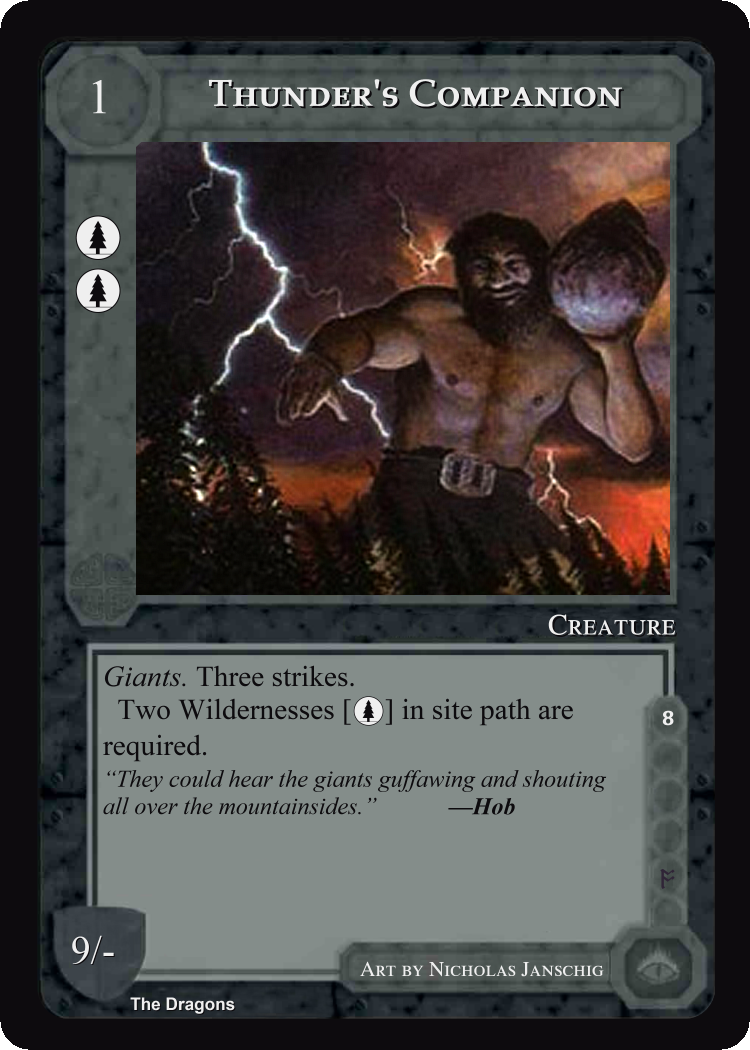 1
THUNDER'S COMPANION
CREATURE
Giants. Three strikes.
Two Wildernesses [ ] in site path are
required.
8
“They could hear the giants guffawing and shouting
all over the mountainsides.” —Hob
9/-
ART BY NICHOLAS JANSCHIG
The Dragons